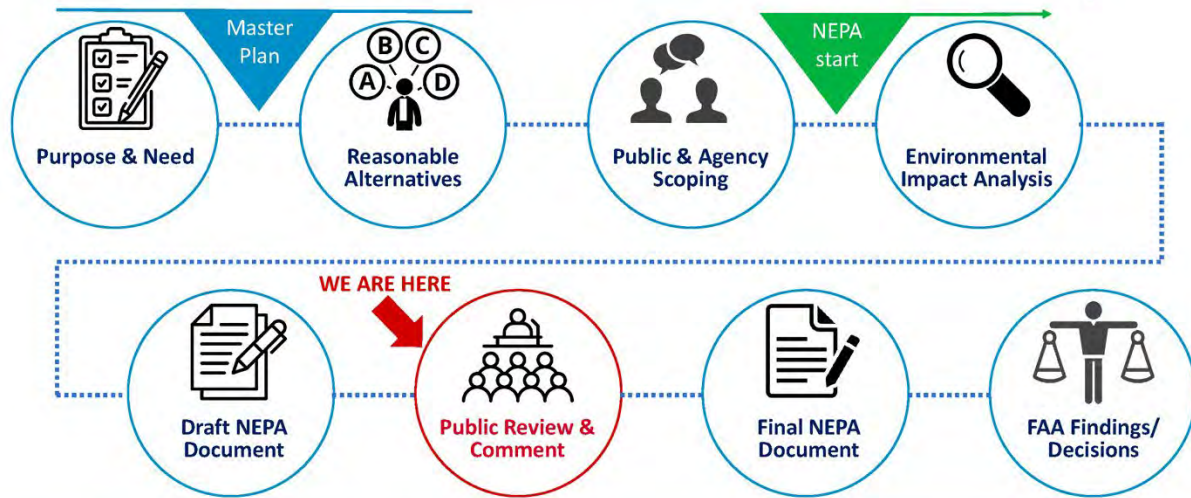 Master
Plan
NEPA
start
B C
A D
Purpose & Need
Reasonable
Alternatives
Public & Agency
Scoping
Environmental
Impact Analysis
WE ARE HERE
Draft NEPA
Document
Public Review &
Comment
Final NEPA
Document
FAA Findings/
Decisions